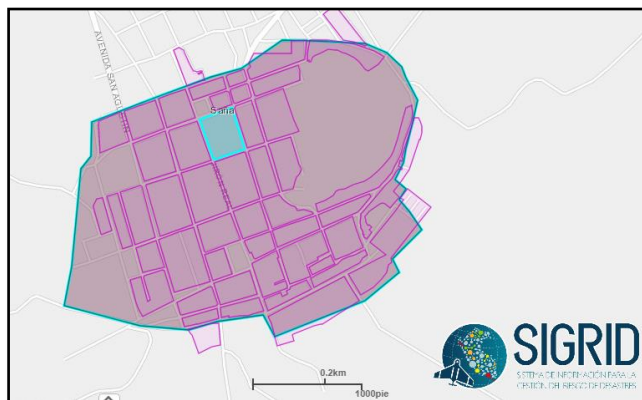 AVENIDA SAN AGUSTIN
Saña
0.2km
1000pie
SIGRID
SISTEMA DE INFORMACIÓN PARA LA
GESTIÓN DEL RIESGO DE DESASTRES